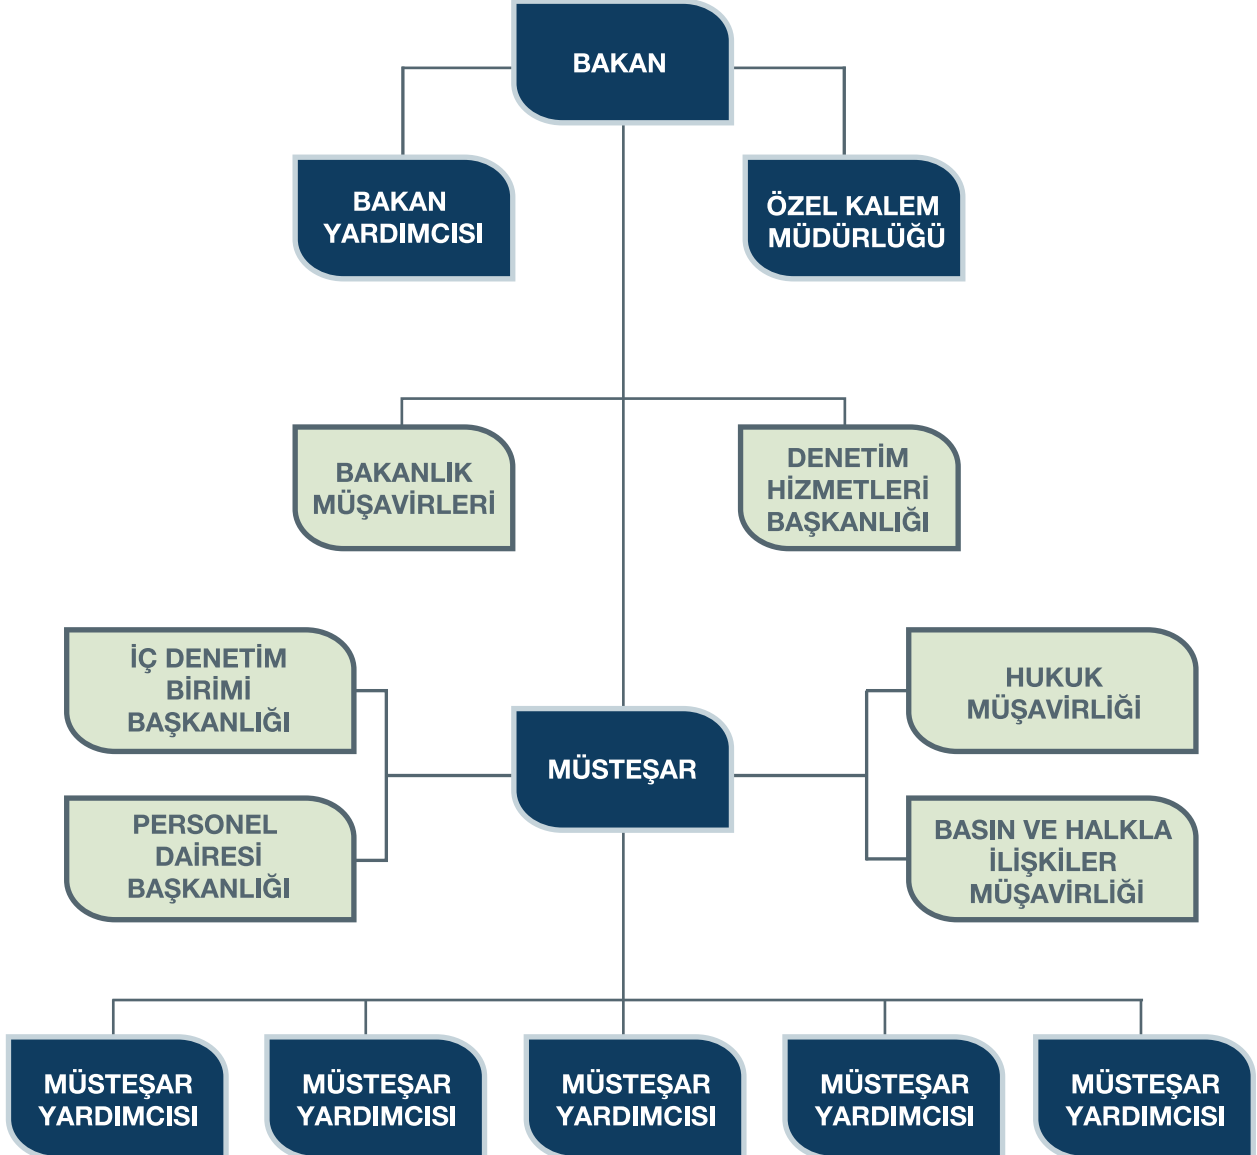 BAKAN
BAKAN
YARDIMCISI
ÖZEL KALEM
MÜDÜRLÜĞÜ
BAKANLIK
MÜŞAVİRLERİ
DENETİM
HİZMETLERİ
BAŞKANLIĞI
İÇ DENETİM
BİRİMİ
BAŞKANLIĞI
HUKUK
MÜŞAVİRLİĞİ
MÜSTEŞAR
PERSONEL
DAİRESİ
BAŞKANLIĞI
BASIN VE HALKLA
İLİŞKİLER
MÜŞAVİRLİĞİ
MÜSTEŞAR
YARDIMCISI
MÜSTEŞAR
YARDIMCISI
MÜSTEŞAR
YARDIMCISI
MÜSTEŞAR
YARDIMCISI
MÜSTEŞAR
YARDIMCISI